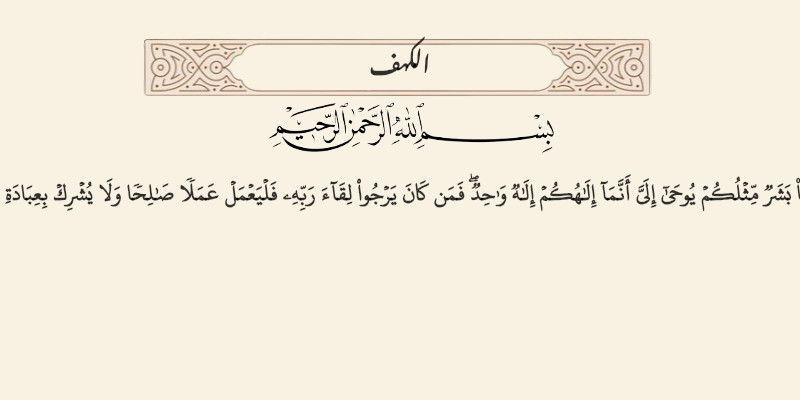 الكهف
بِسْمِ اللَّهِ الرَّحْمَٰنِ الرَّحِيمِ
بَشَرٌ مِّثْلُكُمْ يُوحَىٰٓ إِلَىَّ أَنَّمَآ إِلَٰهُكُمْ إِلَٰهٌ وَٰحِدٌ ۖ فَمَن كَانَ يَرْجُوا۟ لِقَآءَ رَبِّهِۦ فَلْيَعْمَلْ عَمَلًا صَٰلِحًا وَلَا يُشْرِكْ بِعِبَادَةِ